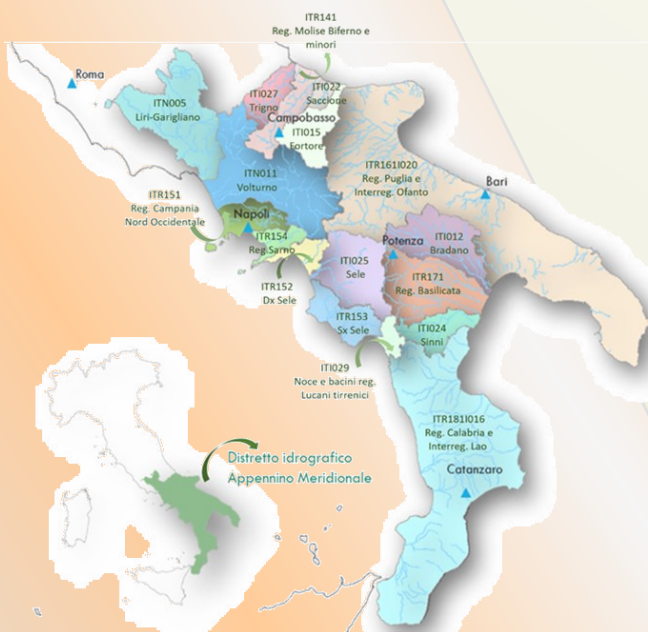 ITR141
Reg. Molise Biferno e
minori
Roma
ITI027
Trigno
ITI022
Saccione
ITN005
Liri-Garigliano
Campobasso
ITI015
Fortore
ITR161I020
Reg. Puglia e
Interreg. Ofanto
ITN011
Volturno
Bari
ITR151
Reg. Campania
Nord Occidentale
Napoli
ITR154
Reg.Sarno
Potenza
ITI012
Bradano
ITI025
Sele
ITR171
Reg. Basilicata
ITR152
Dx Sele
ITR153
Sx Sele
ITI024
Sinni
ITI029
Noce e bacini reg.
Lucani tirrenici
ITR181I016
Reg. Calabria e
Interreg. Lao
Distretto idrografico
Appennino Meridionale
Catanzaro